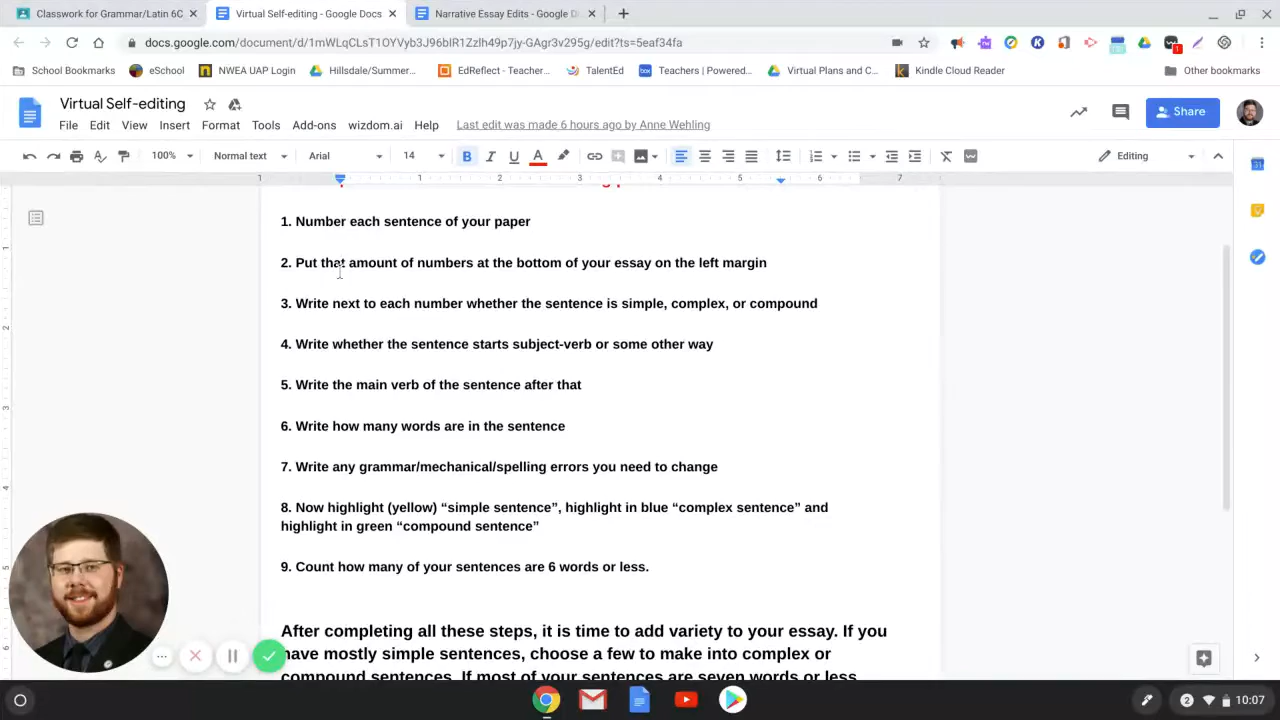 Classwork for Grammar/Latin 6C
Virtual Self-editing - Google Docs
Narrative Essay Edits - Google D
docs.google.com/document/d/1mWLqCLsT1OYVyb3J96blR1Zzlh49p7jy-GAgr3v295g/edit?ts=5eaf34fa
School Bookmarks
eSchool
NWEA UAP Login
Hillsdale/Summer...
EdReflect - Teacher...
TalentEd
Teachers | Powered...
Virtual Plans and C...
Kindle Cloud Reader
Other bookmarks
Virtual Self-editing
File Edit View Insert Format Tools Add-ons wizdom.ai Help Last edit was made 6 hours ago by Anne Wehling
Share
100% Normal text Arial 14 B I U A Editing
1 1 2 3 4 5 6 7
1. Number each sentence of your paper
2. Put that amount of numbers at the bottom of your essay on the left margin
3. Write next to each number whether the sentence is simple, complex, or compound
4. Write whether the sentence starts subject-verb or some other way
5. Write the main verb of the sentence after that
6. Write how many words are in the sentence
7. Write any grammar/mechanical/spelling errors you need to change
8. Now highlight (yellow) “simple sentence”, highlight in blue “complex sentence” and
highlight in green “compound sentence”
9. Count how many of your sentences are 6 words or less.
After completing all these steps, it is time to add variety to your essay. If you
have mostly simple sentences, choose a few to make into complex or
compound sentences. If most of your sentences are seven words or less
2 10:07